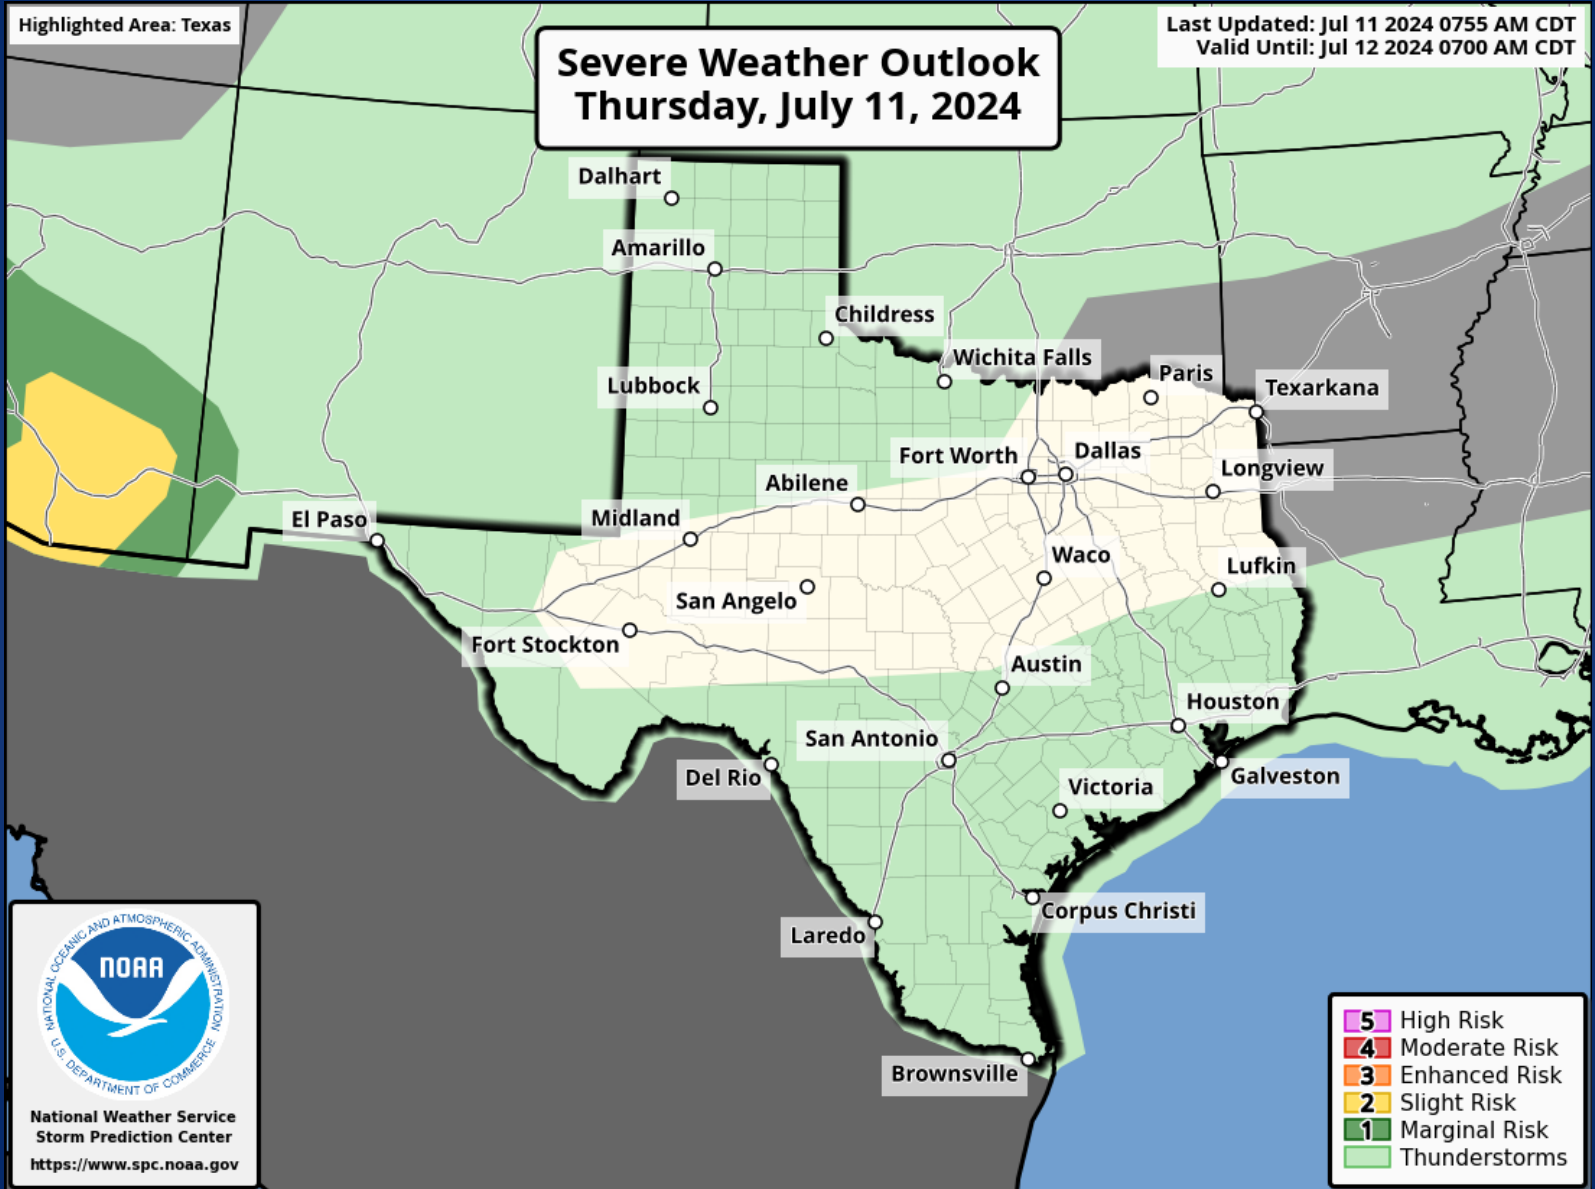 Highlighted Area: Texas
Severe Weather Outlook
Thursday, July 11, 2024
Last Updated: Jul 11 2024 0755 AM CDT
Valid Until: Jul 12 2024 0700 AM CDT
Dalhart
Amarillo
Childress
Wichita Falls
Paris
Lubbock
Texarkana
Fort Worth
Dallas
Longview
Abilene
El Paso
Midland
Waco
Lufkin
San Angelo
Fort Stockton
Austin
Houston
San Antonio
Del Rio
Galveston
Victoria
Corpus Christi
Laredo
Brownsville
NATIONAL OCEANIC AND ATMOSPHERIC ADMINISTRATION
NOAA
U.S. DEPARTMENT OF COMMERCE
National Weather Service
Storm Prediction Center
https://www.spc.noaa.gov
5 High Risk
4 Moderate Risk
3 Enhanced Risk
2 Slight Risk
1 Marginal Risk
Thunderstorms